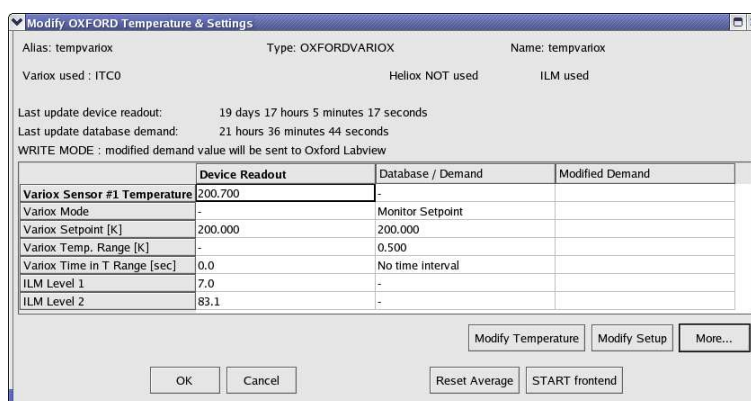 Modify OXFORD Temperature & Settings
Alias: tempvariox Type: OXFORDVARIOX Name: tempvariox
Variox used : ITC0 Heliox NOT used ILM used
Last update device readout: 19 days 17 hours 5 minutes 17 seconds
Last update database demand: 21 hours 36 minutes 44 seconds
WRITE MODE : modified demand value will be sent to Oxford Labview
Device Readout Database / Demand Modified Demand
Variox Sensor #1 Temperature 200.700 -
Variox Mode - Monitor Setpoint
Variox Setpoint [K] 200.000 200.000
Variox Temp. Range [K] - 0.500
Variox Time in T Range [sec] 0.0 No time interval
ILM Level 1 7.0 -
ILM Level 2 83.1 -
Modify Temperature Modify Setup More...
OK Cancel Reset Average START frontend